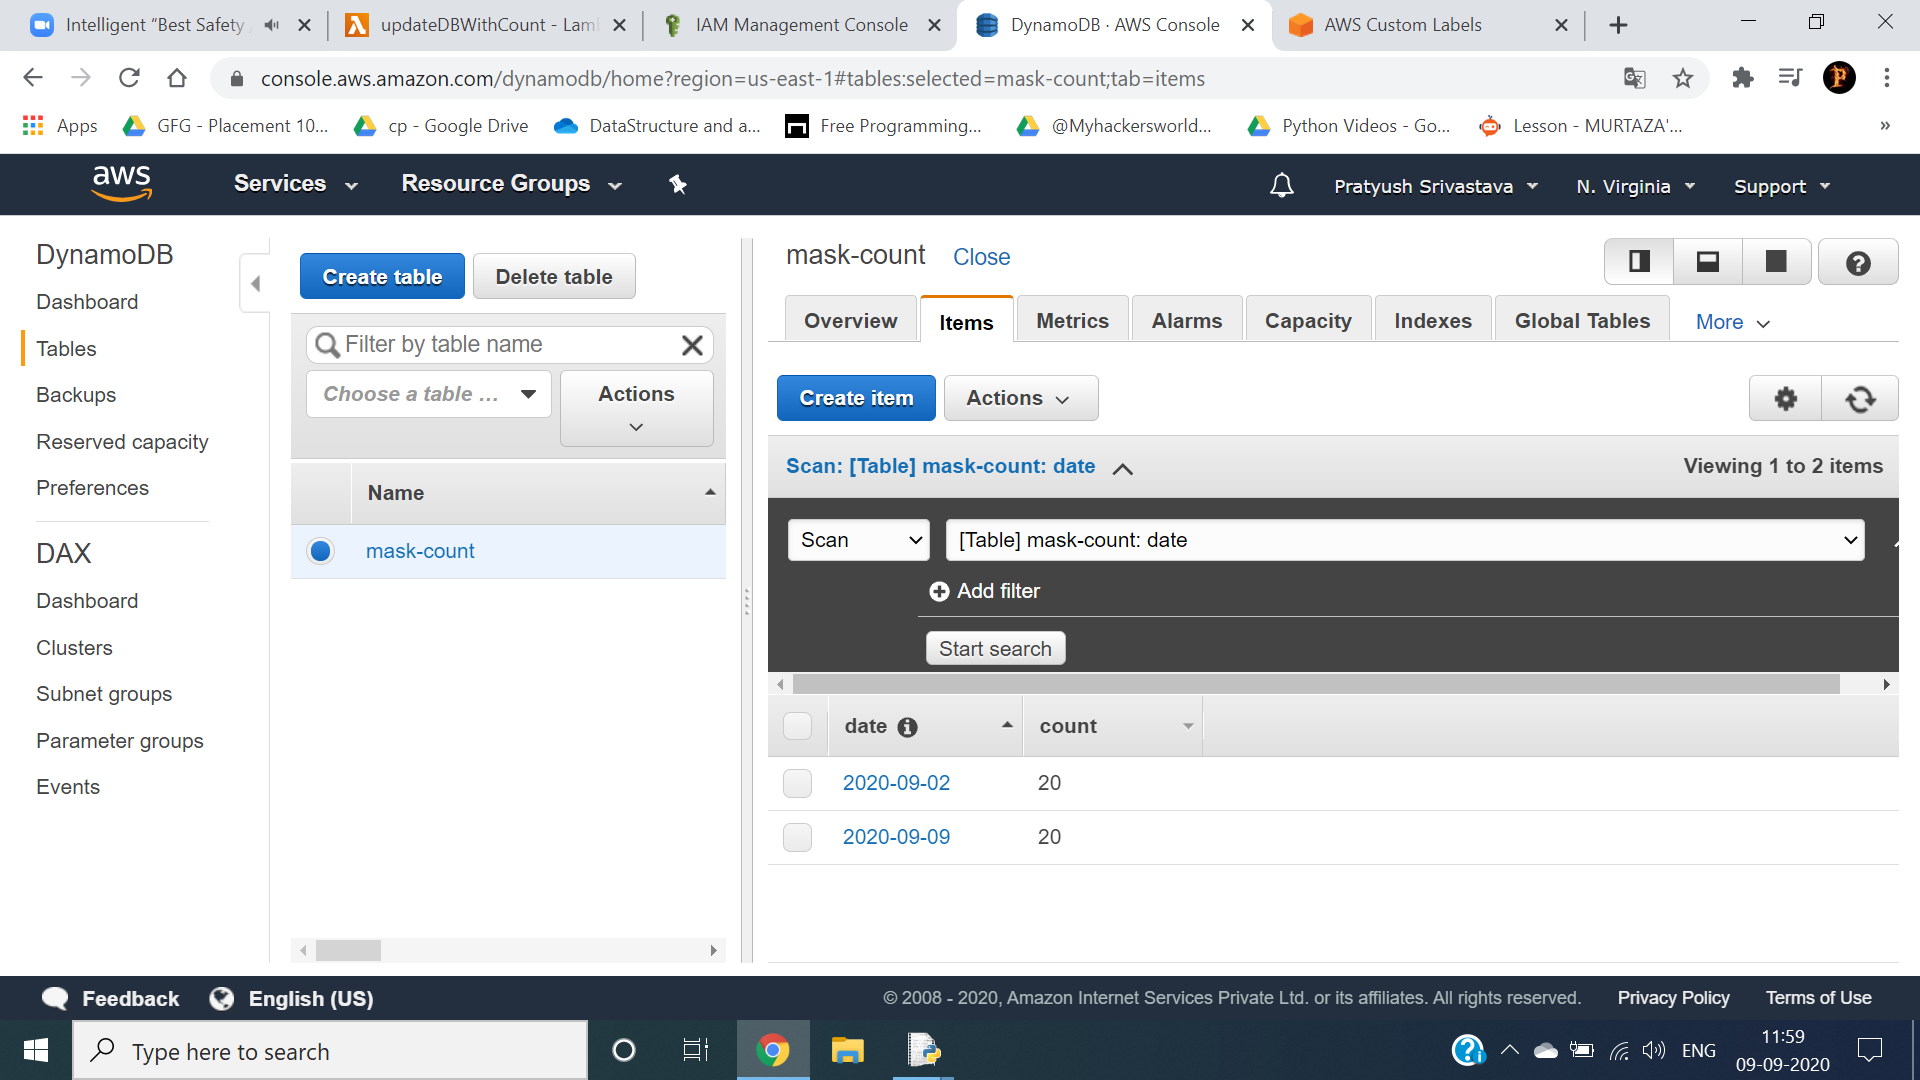 Intelligent "Best Safety
updateDBWithCount - Lam
IAM Management Console
DynamoDB · AWS Console
AWS Custom Labels
console.aws.amazon.com/dynamodb/home?region=us-east-1#tables:selected=mask-count;tab=items
Apps
GFG - Placement 10...
cp - Google Drive
DataStructure and a...
Free Programming...
@Myhackersworld...
Python Videos - Go...
Lesson - MURTAZA'...
»
aws
Services
Resource Groups
Pratyush Srivastava
N. Virginia
Support
DynamoDB
Dashboard
Tables
Backups
Reserved capacity
Preferences
DAX
Dashboard
Clusters
Subnet groups
Parameter groups
Events
Create table
Delete table
Filter by table name
Choose a table ...
Actions
Name
mask-count
mask-count
Close
Overview
Items
Metrics
Alarms
Capacity
Indexes
Global Tables
More
Create item
Actions
Scan: [Table] mask-count: date
Viewing 1 to 2 items
Scan
[Table] mask-count: date
Add filter
Start search
date
count
2020-09-02
20
2020-09-09
20
Feedback
English (US)
© 2008 - 2020, Amazon Internet Services Private Ltd. or its affiliates. All rights reserved.
Privacy Policy
Terms of Use
Type here to search
ENG
11:59
09-09-2020